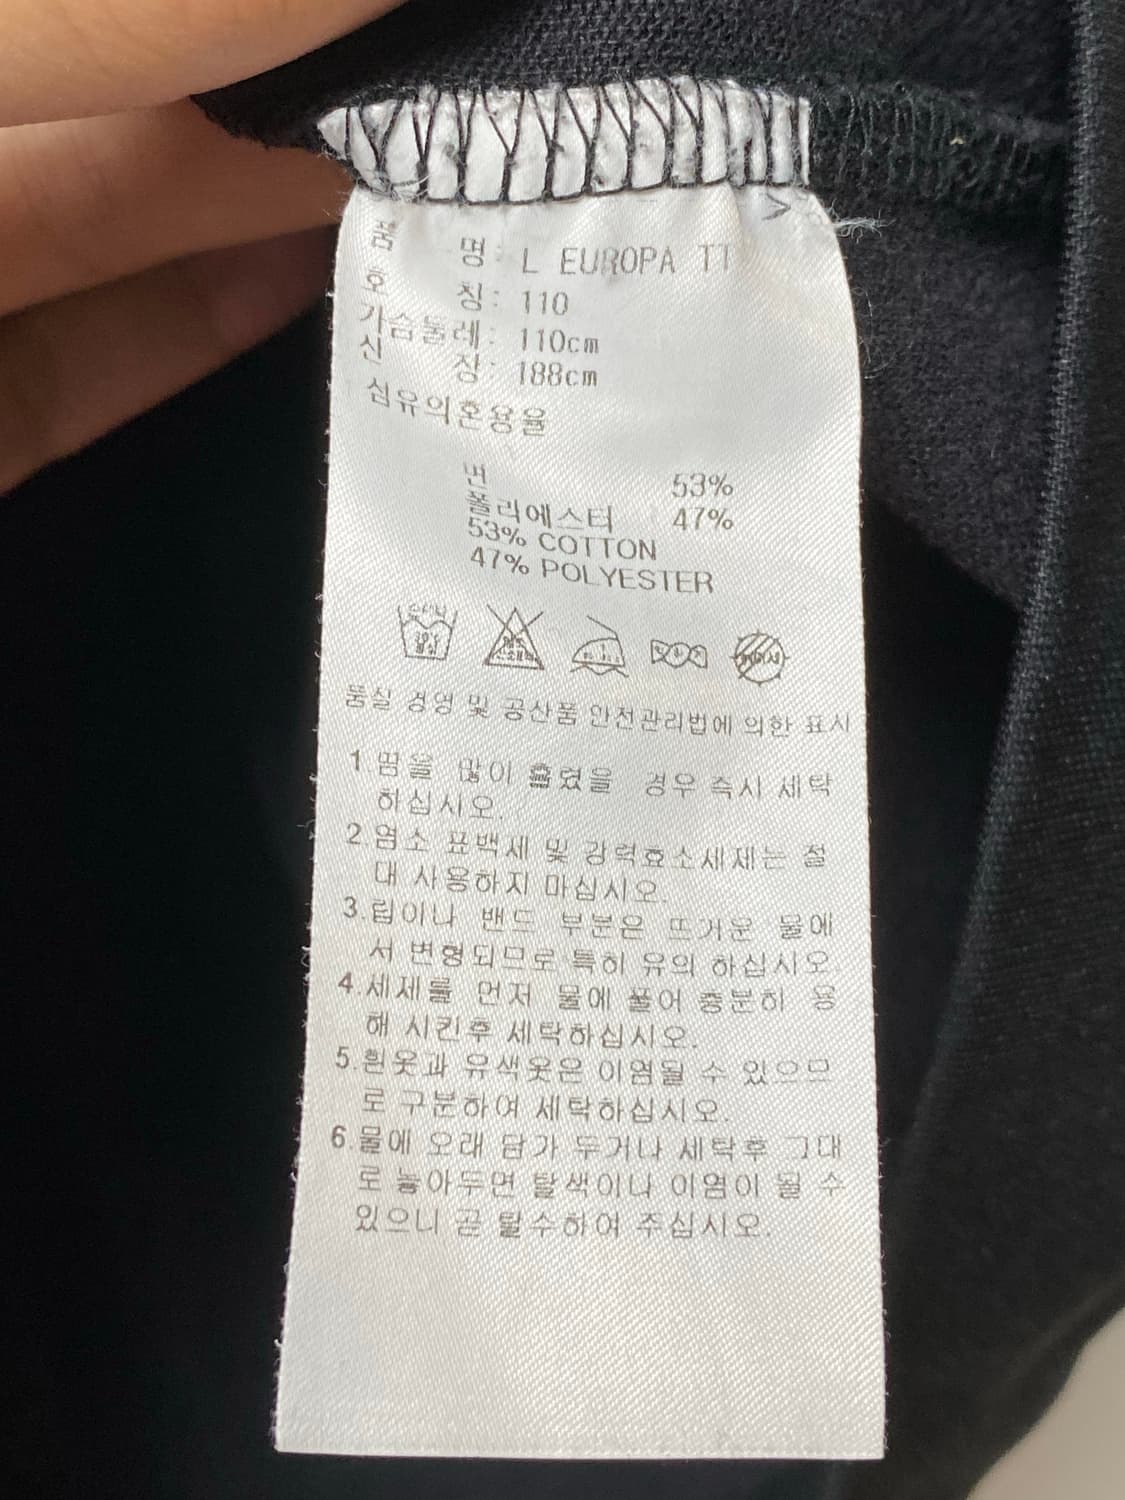 품 명: L EUROPA TT
호 칭: 110
가슴둘레: 110cm
신 장: 188cm
섬유의혼용율
면 53%
폴리에스터 47%
53% COTTON
47% POLYESTER
품질 경영 및 공산품 안전관리법에 의한 표시
1.땀을 많이 흘렸을 경우 즉시 세탁
하십시오.
2.염소 표백제 및 강력효소세제는 절
대 사용하지 마십시오.
3.립이나 밴드 부분은 뜨거운 물에
서 변형되므로 특히 유의 하십시오.
4.세제를 먼저 물에 풀어 충분히 용
해 시킨후 세탁하십시오.
5.흰옷과 유색옷은 이염될 수 있으므
로 구분하여 세탁하십시오.
6.물에 오래 담가 두거나 세탁후 그대
로 놓아두면 탈색이나 이염이 될 수
있으니 곧 탈수하여 주십시오.